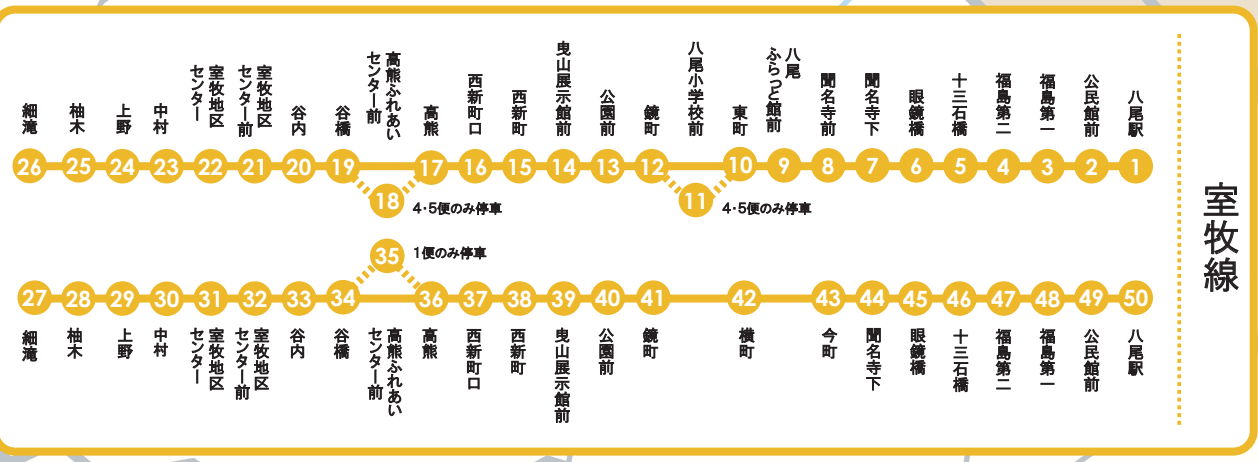 室牧線
八尾駅
公民館前
福島第一
福島第二
十三石橋
眼鏡橋
聞名寺下
聞名寺前
八尾
ふらっと館前
東町
八尾小学校前
鏡町
公園前
曳山展示館前
西新町
西新町口
高熊
高熊ふれあい
センター前
谷橋
谷内
室牧地区
センター前
室牧地区
センター
中村
上野
柚木
細滝
26 25 24 23 22 21 20 19 17 16 15 14 13 12 10 9 8 7 6 5 4 3 2 1
18 4・5便のみ停車 11 4・5便のみ停車
35 1便のみ停車
27 28 29 30 31 32 33 34 36 37 38 39 40 41 42 43 44 45 46 47 48 49 50
八尾駅
公民館前
福島第一
福島第二
十三石橋
眼鏡橋
聞名寺下
今町
横町
鏡町
公園前
曳山展示館前
西新町
西新町口
高熊
高熊ふれあい
センター前
谷橋
谷内
室牧地区
センター前
室牧地区
センター
中村
上野
柚木
細滝